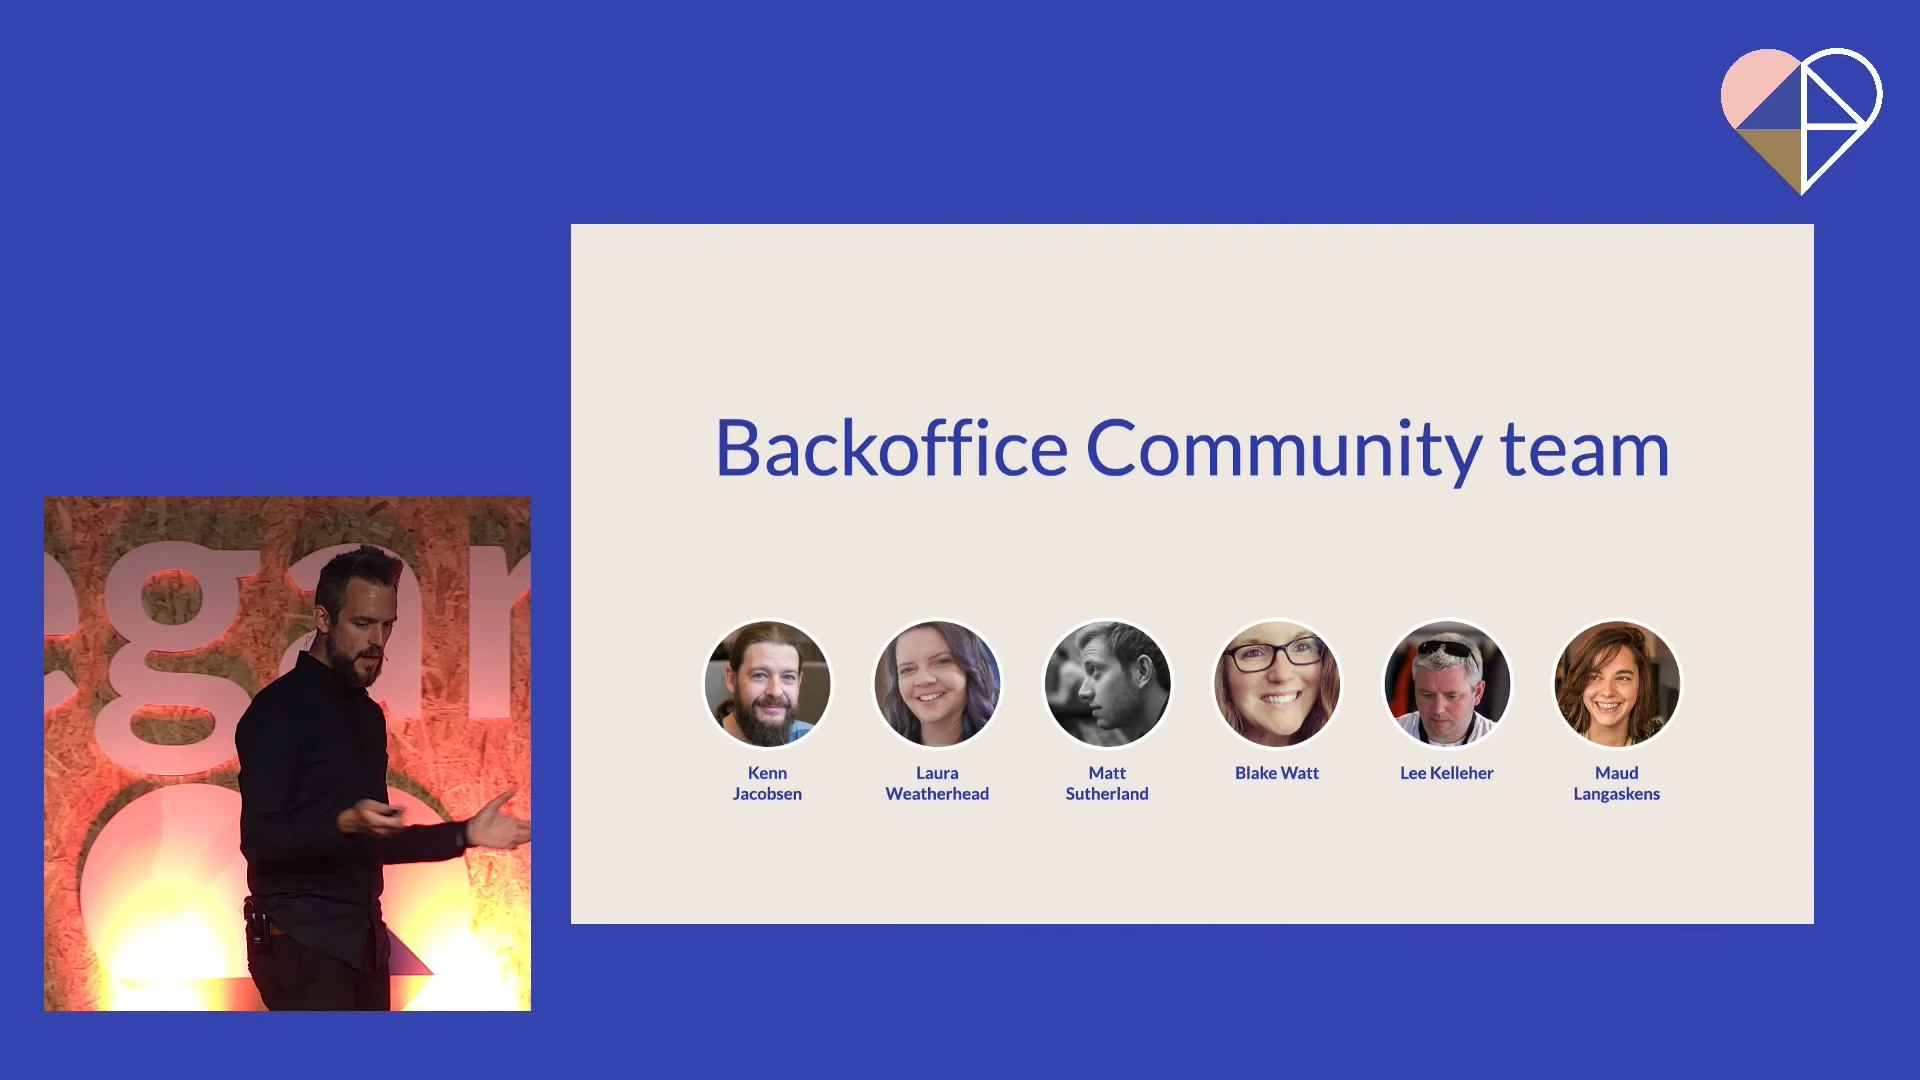 Backoffice Community team
Kenn
Jacobsen
Laura
Weatherhead
Matt
Sutherland
Blake Watt
Lee Kelleher
Maud
Langaskens